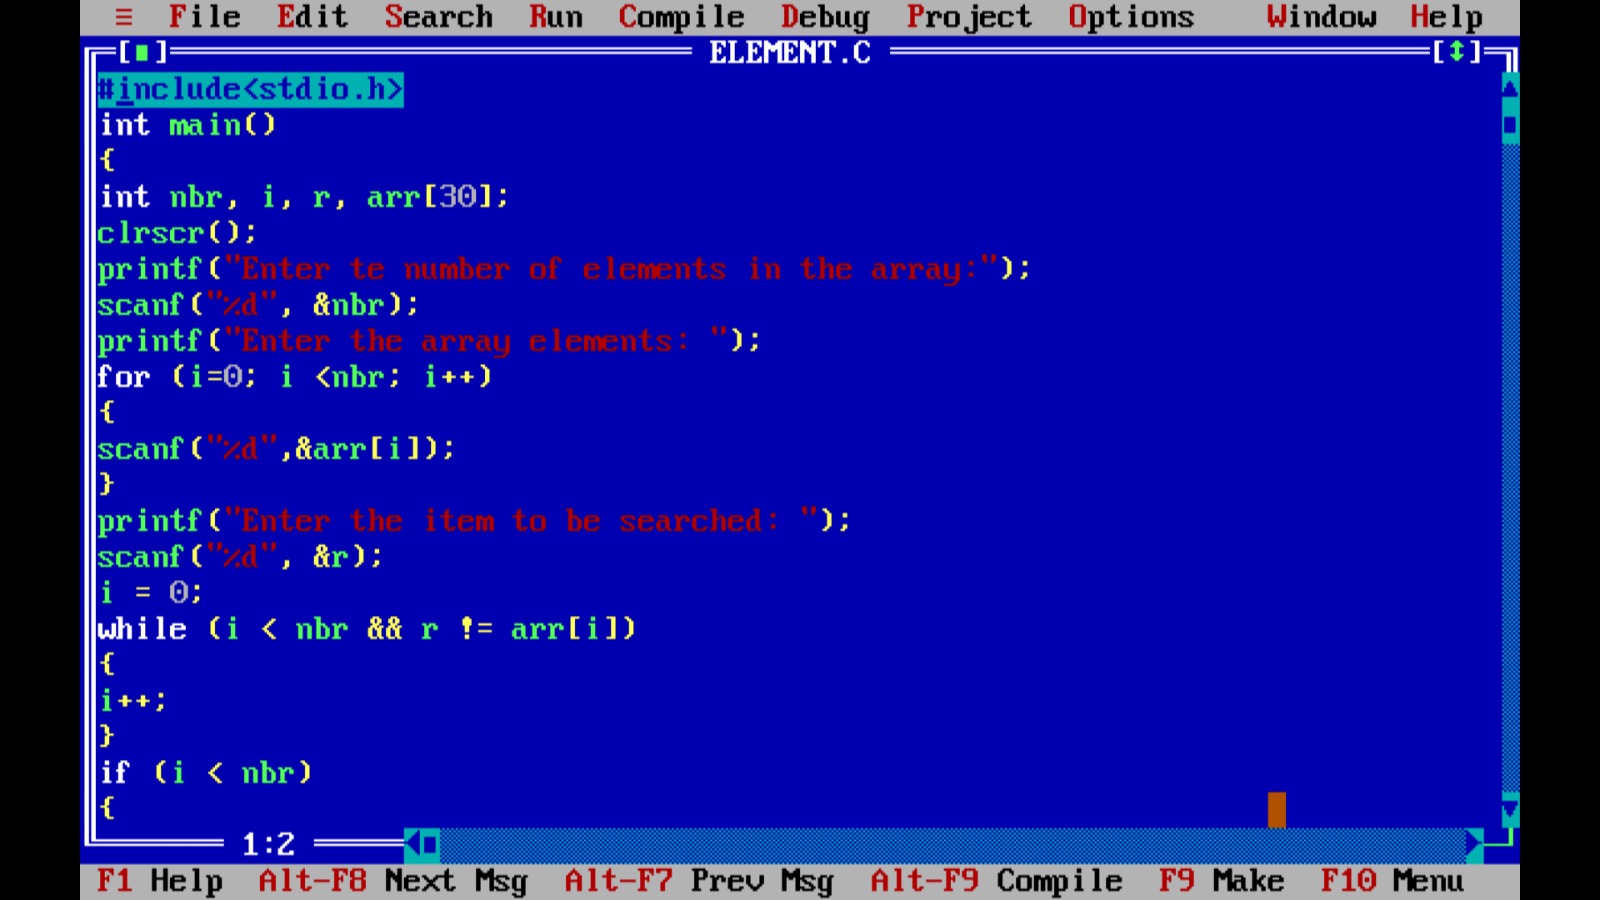 ≡ File Edit Search Run Compile Debug Project Options Window Help
[■] ELEMENT.C [↕]
#include<stdio.h>
int main()
{
int nbr, i, r, arr[30];
clrscr();
printf("Enter te number of elements in the array:");
scanf("%d", &nbr);
printf("Enter the array elements: ");
for (i=0; i <nbr; i++)
{
scanf("%d",&arr[i]);
}
printf("Enter the item to be searched: ");
scanf("%d", &r);
i = 0;
while (i < nbr && r != arr[i])
{
i++;
}
if (i < nbr)
{
1:2
F1 Help Alt-F8 Next Msg Alt-F7 Prev Msg Alt-F9 Compile F9 Make F10 Menu